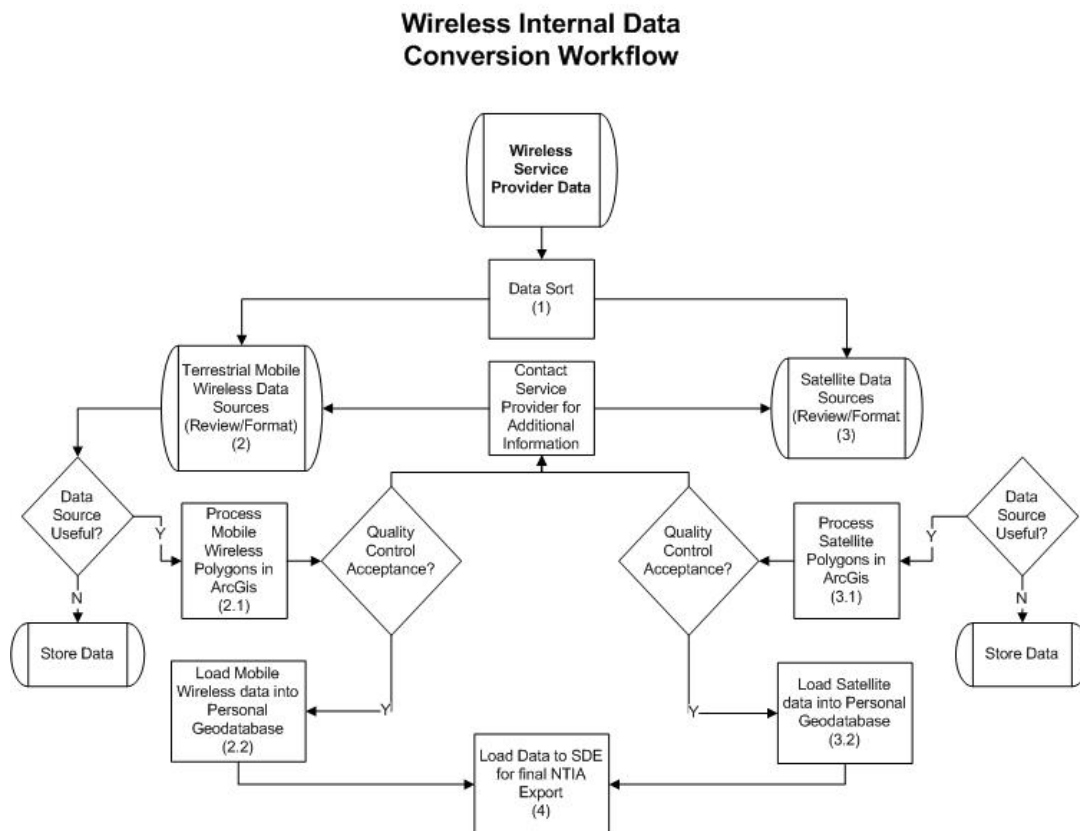 Wireless Internal Data
Conversion Workflow
Wireless
Service
Provider Data
Data Sort
(1)
Terrestrial Mobile
Wireless Data
Sources
(Review/Format)
(2)
Contact
Service
Provider for
Additional
Information
Satellite Data
Sources
(Review/Format
(3)
Data
Source
Useful?
Y
N
Store Data
Process
Mobile
Wireless
Polygons in
ArcGis
(2.1)
Quality
Control
Acceptance?
Y
Quality
Control
Acceptance?
Y
Process
Satellite
Polygons in
ArcGis
(3.1)
Data
Source
Useful?
Y
N
Store Data
Load Mobile
Wireless data into
Personal
Geodatabase
(2.2)
Load Satellite
data into Personal
Geodatabase
(3.2)
Load Data to SDE
for final NTIA
Export
(4)